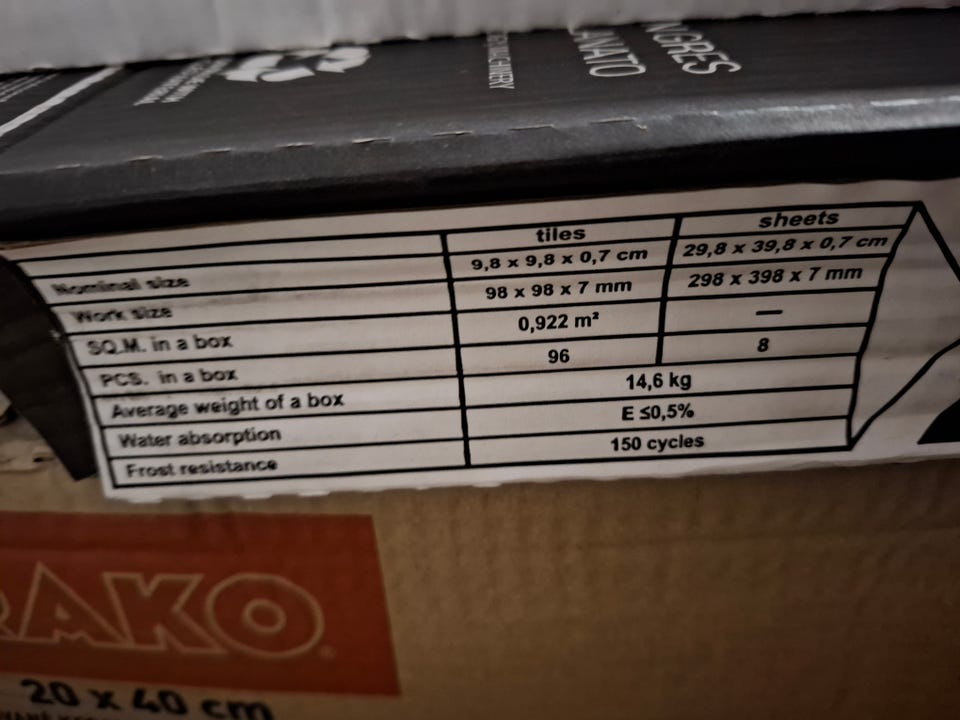 NGRES
AVATO
MACHINERY
tiles sheets
Nominal size 9,8 x 9,8 x 0,7 cm 29,8 x 39,8 x 0,7 cm
Work size 98 x 98 x 7 mm 298 x 398 x 7 mm
SQ.M. in a box 0,922 m² —
PCS. in a box 96 8
Average weight of a box 14,6 kg
Water absorption E ≤0,5%
Frost resistance 150 cycles
RAKO
20 x 40 cm